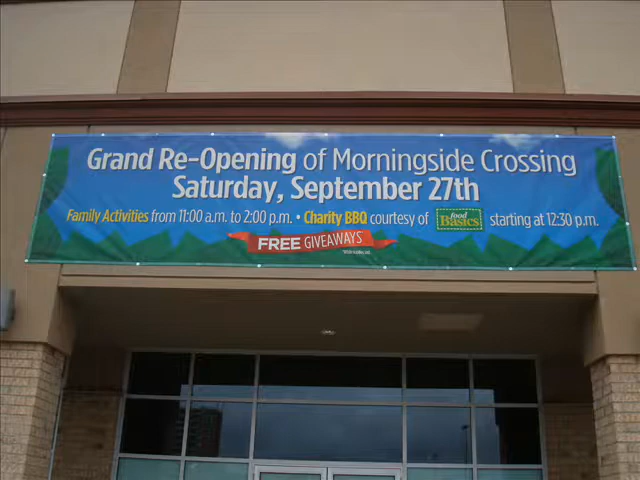 Grand Re-Opening of Morningside Crossing
Saturday, September 27th
Family Activities from 11:00 a.m. to 2:00 p.m. • Charity BBQ courtesy of food Basics starting at 12:30 p.m.
FREE GIVEAWAYS